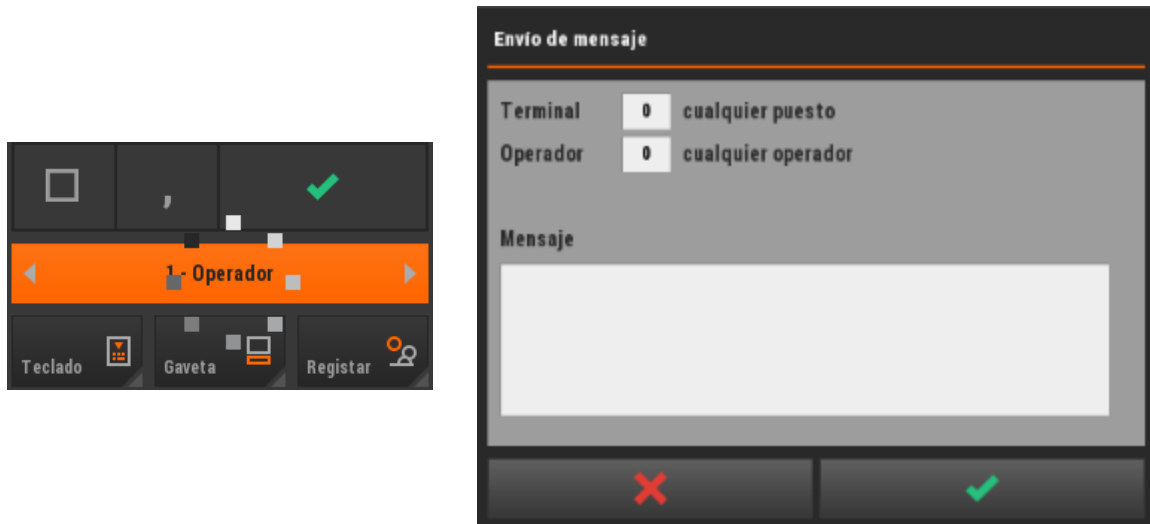 ,
1 - Operador
Teclado
Gaveta
Registar
Envío de mensaje
Terminal 0 cualquier puesto
Operador 0 cualquier operador
Mensaje